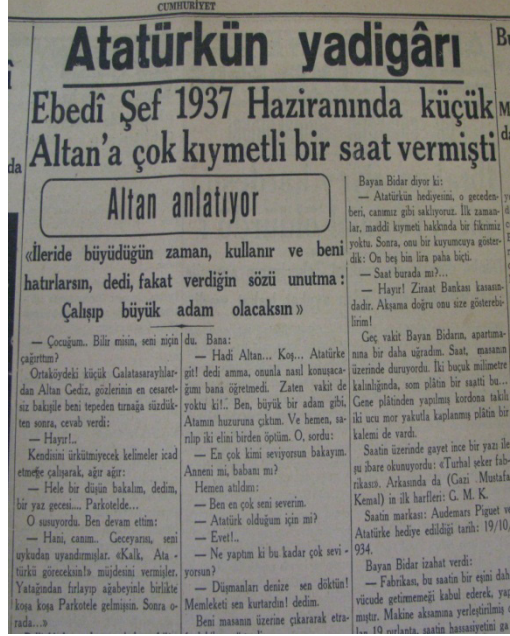 CUMHURİYET
Atatürkün yadigârı
Ebedî Şef 1937 Haziranında küçük
Altan'a çok kıymetli bir saat vermişti
Altan anlatıyor
«İleride büyüdüğün zaman, kullanır ve beni
hatırlarsın, dedi, fakat verdiğin sözü unutma:
Çalışıp büyük adam olacaksın»
— Çocuğum.. Bilir misin, seni niçin
çağırttım?
Ortaköydeki küçük Galatasaraylılar-
dan Altan Gediz, gözlerinin en cesaret-
siz bakışile beni tepeden tırnağa süzdük-
ten sonra, cevab verdi:
— Hayır!..
Kendisini ürkütmiyecek kelimeler icad
etmeğe çalışarak, ağır ağır:
— Hele bir düşün bakalım, dedim,
bir yaz gecesi... Parkotelde...
O susuyordu. Ben devam ettim:
— Hani, canım.. Geceyarısı, seni
uykudan uyandırmışlar. «Kalk, Ata -
türkü göreceksin!» müjdesini vermişler.
Yatağından fırlayıp ağabeyinle birlikte
koşa koşa Parkotele gelmişsin. Sonra o-
rada...»
du. Bana:
— Hadi Altan... Koş... Atatürke
git! dedi amma, onunla nasıl konuşaca-
ğımı bana öğretmedi. Zaten vakit de
yoktu ki!.. Ben, büyük bir adam gibi,
Atamın huzuruna çıktım. Ve hemen, sa-
rılıp iki elini birden öptüm. O, sordu:
— En çok kimi seviyorsun bakayım.
Anneni mi, babanı mı?
Hemen atıldım:
— Ben en çok seni severim.
— Atatürk olduğum için mi?
— Evet!..
— Ne yaptım ki bu kadar çok sevi -
yorsun?
— Düşmanları denize sen döktün!
Memleketi sen kurtardın! dedim.
Beni masanın üzerine çıkararak etra-
Bayan Bidar diyor ki:
— Atatürkün hediyesini, o geceden-
beri, canımız gibi saklıyoruz. İlk zaman-
lar, maddî kıymeti hakkında bir fikrimiz
yoktu. Sonra, onu bir kuyumcuya göster-
dik: On beş bin lira paha biçti.
— Saat burada mı?...
— Hayır! Ziraat Bankası kasasın-
dadır. Akşama doğru onu size gösterebi-
lirim!
Geç vakit Bayan Bidarın, apartıma-
nına bir daha uğradım. Saat, masanın
üzerinde duruyordu. İki buçuk milimetre
kalınlığında, som plâtin bir saatti bu...
Gene plâtinden yapılmış kordona takılı
iki ucu mor yakutla kaplanmış plâtin bir
kalemi de vardı.
Saatin üzerinde gayet ince bir yazı ile
şu ibare okunuyordu: «Turhal şeker fab-
rikası». Arkasında da (Gazi Mustafa
Kemal) in ilk harfleri: G. M. K.
Saatin markası: Audemars Piguet ve
Atatürke hediye edildiği tarih: 19/10/
934.
Bayan Bidar izahat verdi:
— Fabrikası, bu saatin bir eşini daha
vücude getirmemeği kabul ederek, yap
mıştır. Makine aksamına yerleştirilmiş o
lan 19 pırlanta, saatin hassasiyetini ga